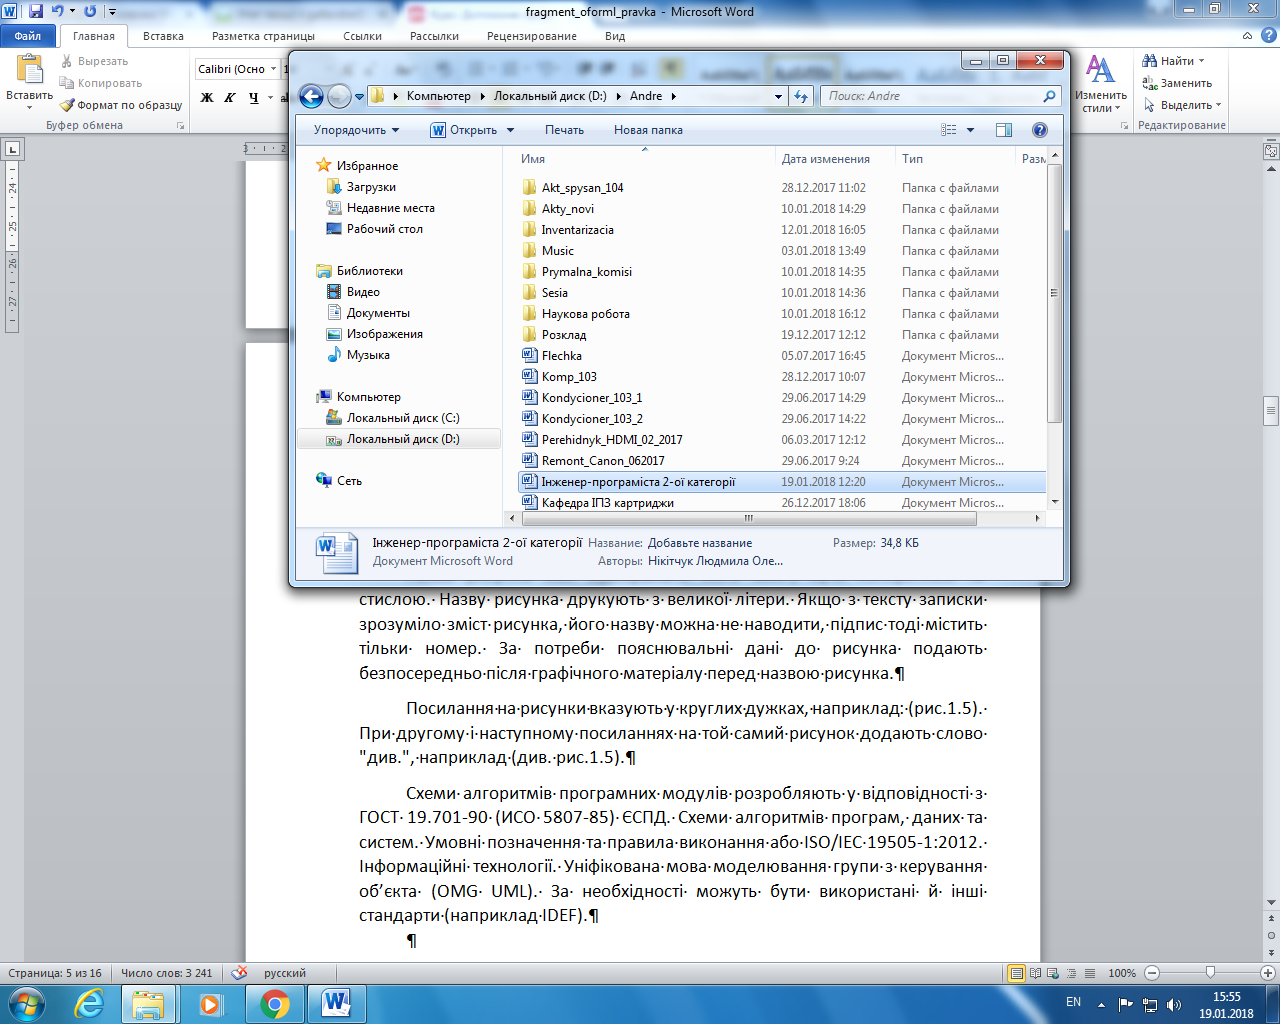 fragment_oforml_pravka - Microsoft Word
Файл Главная Вставка Разметка страницы Ссылки Рассылки Рецензирование Вид
Вставить
Вырезать
Копировать
Формат по образцу
Буфер обмена
Calibri (Осно
Ж К Ч
Изменить стили
Найти
Заменить
Выделить
Редактирование
Компьютер Локальный диск (D:) Andre
Поиск: Andre
Упорядочить Открыть Печать Новая папка
Избранное
Загрузки
Недавние места
Рабочий стол
Библиотеки
Видео
Документы
Изображения
Музыка
Компьютер
Локальный диск (C:)
Локальный диск (D:)
Сеть
Имя Дата изменения Тип Разм
Akt_spysan_104 28.12.2017 11:02 Папка с файлами
Akty_novi 10.01.2018 14:29 Папка с файлами
Inventarizacia 12.01.2018 16:05 Папка с файлами
Music 03.01.2018 13:49 Папка с файлами
Prymalna_komisi 10.01.2018 14:35 Папка с файлами
Sesia 10.01.2018 14:36 Папка с файлами
Наукова робота 10.01.2018 16:12 Папка с файлами
Розклад 19.12.2017 12:12 Папка с файлами
Flechka 05.07.2017 16:45 Документ Micros...
Komp_103 28.12.2017 10:07 Документ Micros...
Kondycioner_103_1 29.06.2017 14:29 Документ Micros...
Kondycioner_103_2 29.06.2017 14:22 Документ Micros...
Perehidnyk_HDMI_02_2017 06.03.2017 12:12 Документ Micros...
Remont_Canon_062017 29.06.2017 9:24 Документ Micros...
Інженер-програміста 2-ої категорії 19.01.2018 12:20 Документ Micros...
Кафедра ІПЗ картриджи 26.12.2017 18:06 Документ Micros...
Інженер-програміста 2-ої категорії Название: Добавьте название Размер: 34,8 КБ
Документ Microsoft Word Авторы: Нікітчук Людмила Оле...
стислою. Назву рисунка друкують з великої літери. Якщо з тексту записки
зрозуміло зміст рисунка, його назву можна не наводити, підпис тоді містить
тільки номер. За потреби пояснювальні дані до рисунка подають
безпосередньо після графічного матеріалу перед назвою рисунка.¶
Посилання на рисунки вказують у круглих дужках, наприклад: (рис.1.5).
При другому і наступному посиланнях на той самий рисунок додають слово
"див.", наприклад (див. рис.1.5).¶
Схеми алгоритмів програмних модулів розробляють у відповідності з
ГОСТ 19.701-90 (ИСО 5807-85) ЄСПД. Схеми алгоритмів програм, даних та
систем. Умовні позначення та правила виконання або ISO/IEC 19505-1:2012.
Інформаційні технології. Уніфікована мова моделювання групи з керування
об’єкта (OMG UML). За необхідності можуть бути використані й інші
стандарти (наприклад IDEF).¶
¶
Страница: 5 из 16 Число слов: 3 241 русский 100%
EN 15:55
19.01.2018